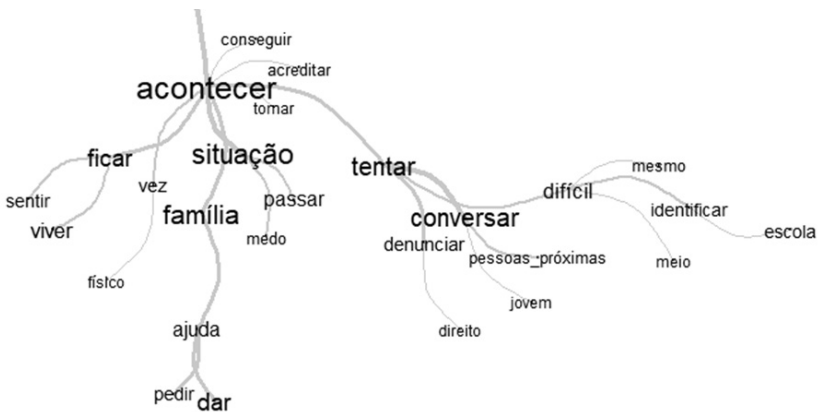 conseguir
acreditar
acontecer
tomar
ficar
situação
tentar
mesmo
vez
difícil
sentir
passar
família
identificar
conversar
viver
medo
denunciar
escola
pessoas_próximas
meio
físico
jovem
ajuda
direito
pedir
dar